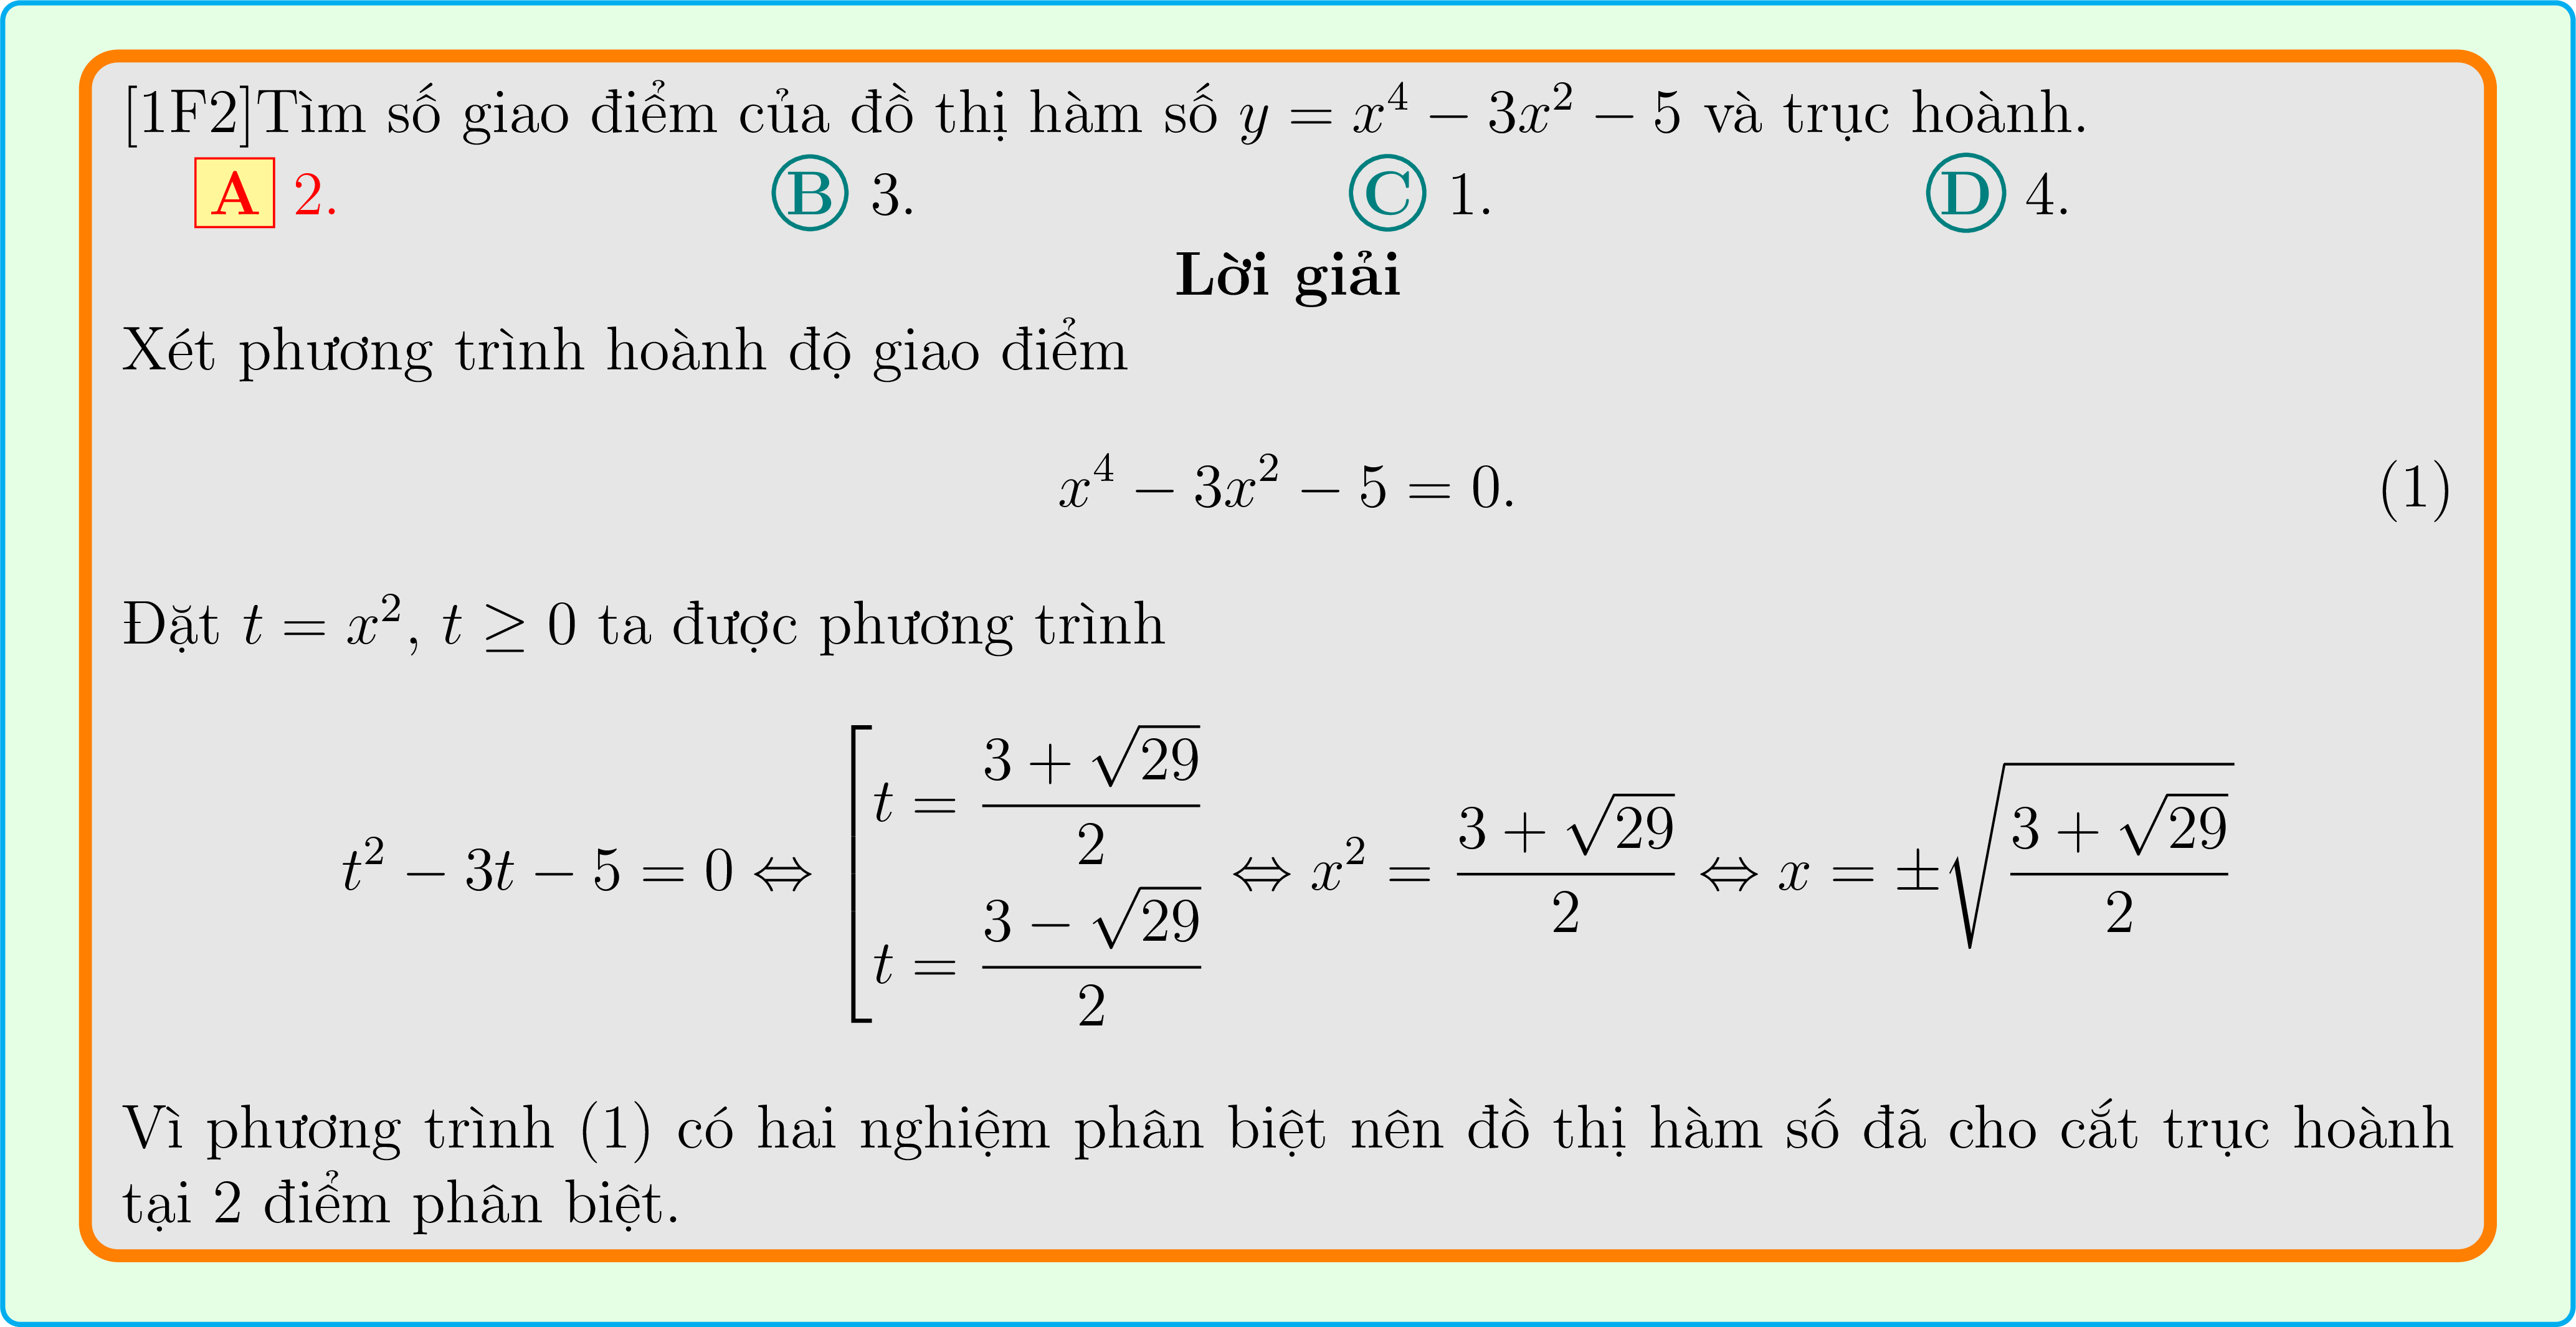 [1F2]Tìm số giao điểm của đồ thị hàm số $y = x^4 - 3x^2 - 5$ và trục hoành.
A 2. B 3. C 1. D 4.
Lời giải
Xét phương trình hoành độ giao điểm
$x^4 - 3x^2 - 5 = 0.$ (1)
Đặt $t = x^2$, $t \geq 0$ ta được phương trình
$t^2 - 3t - 5 = 0 \Leftrightarrow \left[\begin{array}{l} t = \dfrac{3 + \sqrt{29}}{2} \\ t = \dfrac{3 - \sqrt{29}}{2} \end{array}\right. \Leftrightarrow x^2 = \dfrac{3 + \sqrt{29}}{2} \Leftrightarrow x = \pm\sqrt{\dfrac{3 + \sqrt{29}}{2}}$
Vì phương trình (1) có hai nghiệm phân biệt nên đồ thị hàm số đã cho cắt trục hoành
tại 2 điểm phân biệt.